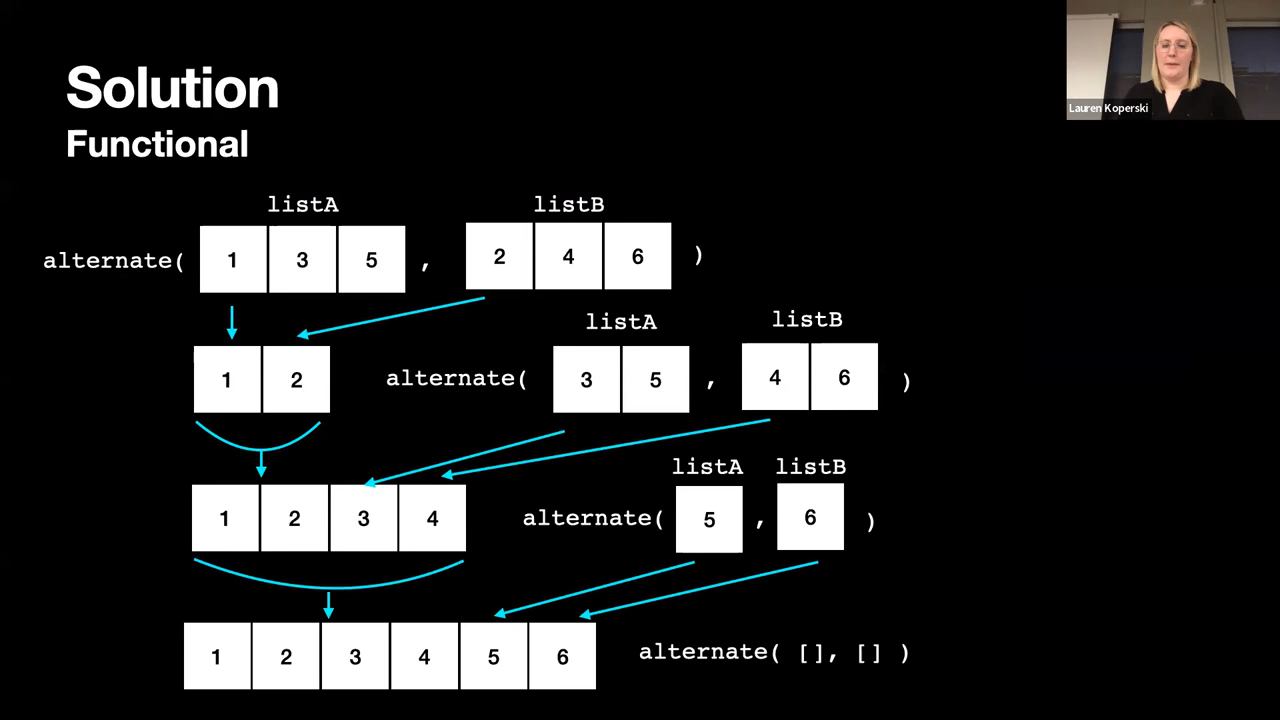 Solution
Functional
Lauren Koperski
listA listB
alternate( 1 3 5 , 2 4 6 )
listA listB
1 2 alternate( 3 5 , 4 6 )
listA listB
1 2 3 4 alternate( 5 , 6 )
1 2 3 4 5 6 alternate( [], [] )